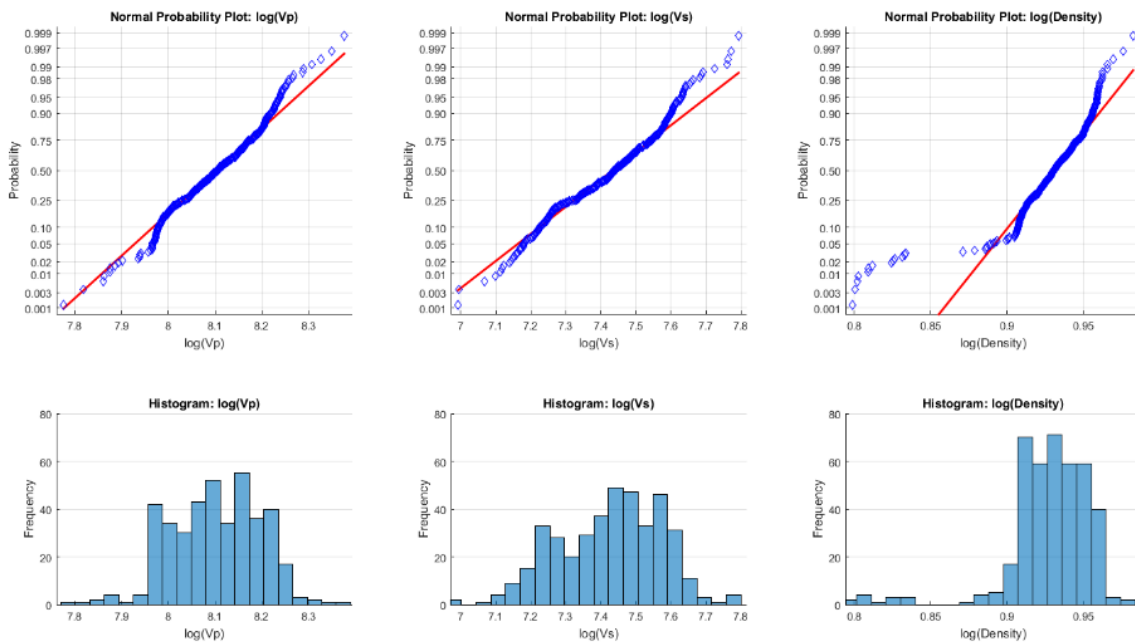 Normal Probability Plot: log(Vp)
0.999
0.997
0.99
0.98
0.95
0.90
0.75
0.50
0.25
0.10
0.05
0.02
0.01
0.003
0.001
Probability
7.8 7.9 8 8.1 8.2 8.3
log(Vp)
Normal Probability Plot: log(Vs)
0.999
0.997
0.99
0.98
0.95
0.90
0.75
0.50
0.25
0.10
0.05
0.02
0.01
0.003
0.001
Probability
7 7.1 7.2 7.3 7.4 7.5 7.6 7.7 7.8
log(Vs)
Normal Probability Plot: log(Density)
0.999
0.997
0.99
0.98
0.95
0.90
0.75
0.50
0.25
0.10
0.05
0.02
0.01
0.003
0.001
Probability
0.8 0.85 0.9 0.95
log(Density)
Histogram: log(Vp)
80
60
40
20
0
Frequency
7.8 7.9 8 8.1 8.2 8.3
log(Vp)
Histogram: log(Vs)
80
60
40
20
0
Frequency
7 7.1 7.2 7.3 7.4 7.5 7.6 7.7 7.8
log(Vs)
Histogram: log(Density)
80
60
40
20
0
Frequency
0.8 0.85 0.9 0.95
log(Density)